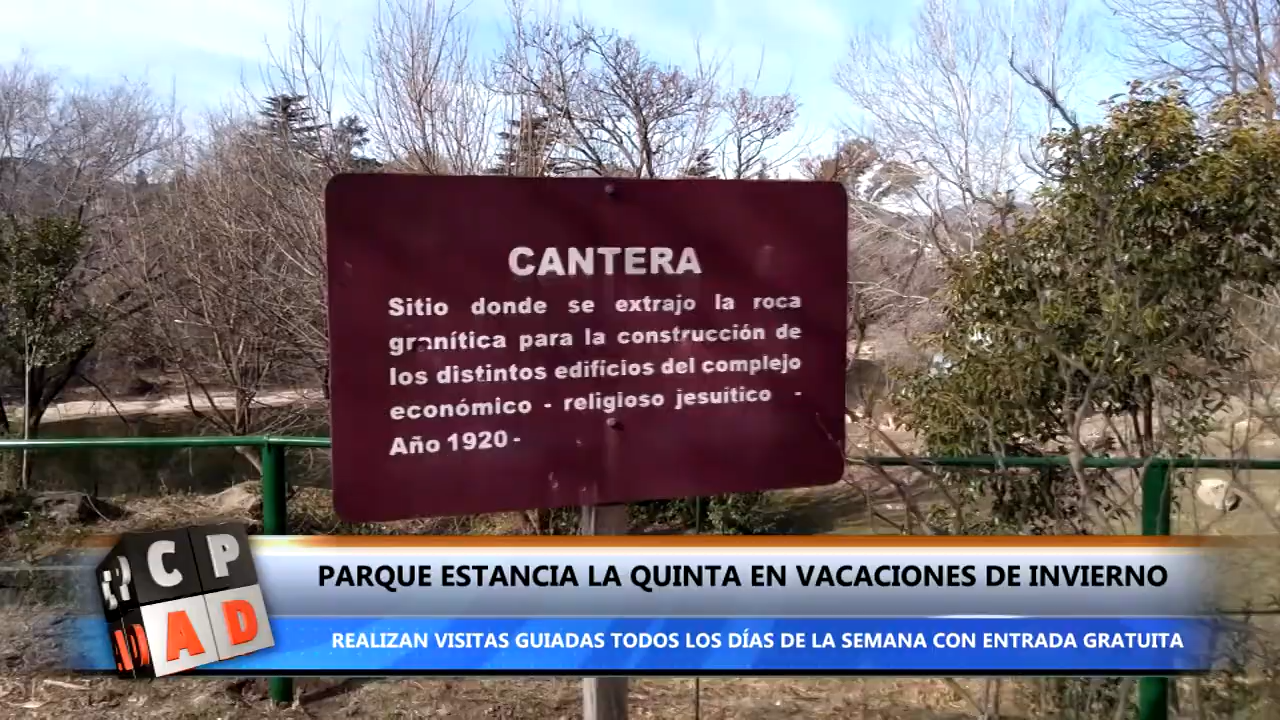 CANTERA
Sitio donde se extrajo la roca
granítica para la construcción de
los distintos edificios del complejo
económico - religioso jesuítico -
Año 1920 -
CP
AD
PARQUE ESTANCIA LA QUINTA EN VACACIONES DE INVIERNO
REALIZAN VISITAS GUIADAS TODOS LOS DÍAS DE LA SEMANA CON ENTRADA GRATUITA